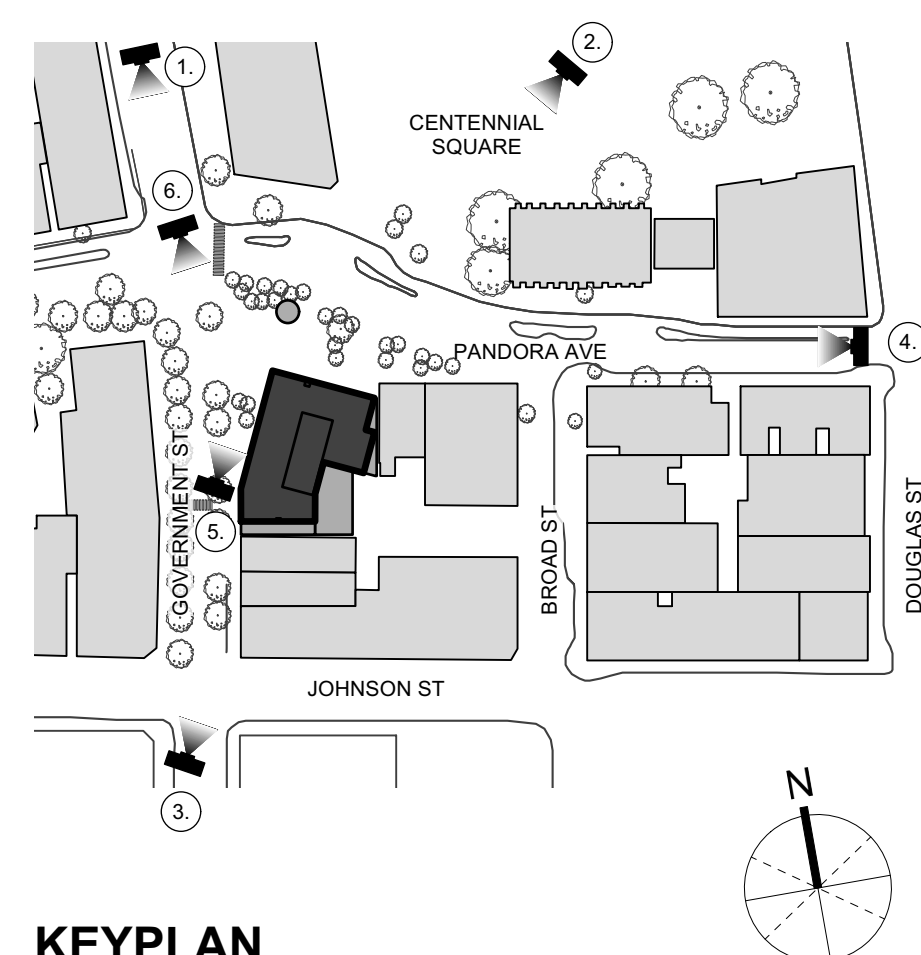 2.
1.
CENTENNIAL
SQUARE
6.
4.
PANDORA AVE
GOVERNMENT ST
5.
BROAD ST
DOUGLAS ST
JOHNSON ST
3.
N
KEYPLAN